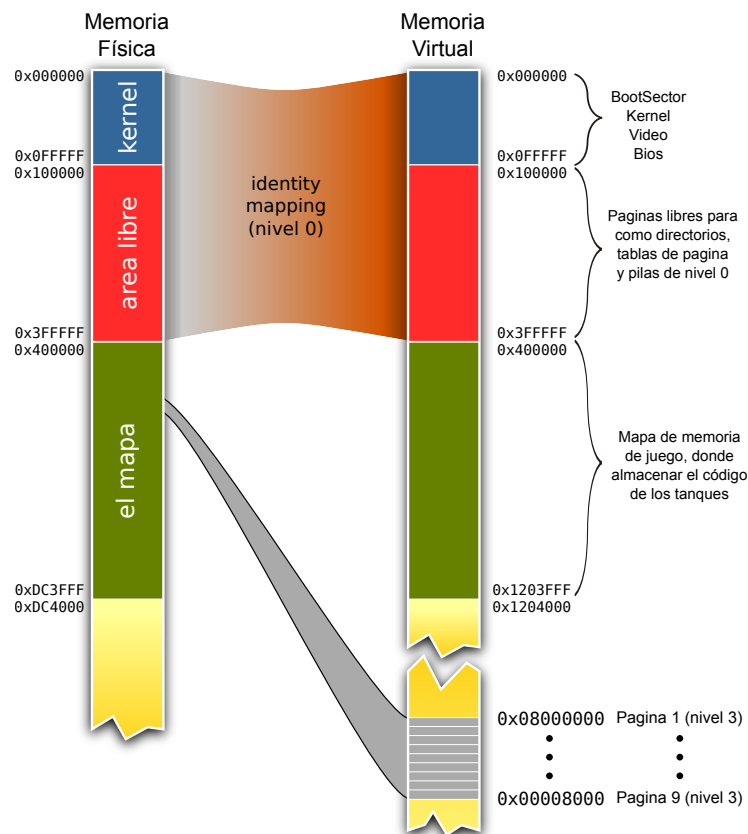 Memoria
Física
Memoria
Virtual
0x000000
0x0FFFFF
0x100000
0x3FFFFF
0x400000
0xDC3FFF
0xDC4000
kernel
area libre
el mapa
identity
mapping
(nivel 0)
0x000000
0x0FFFFF
0x100000
0x3FFFFF
0x400000
0x1203FFF
0x1204000
BootSector
Kernel
Video
Bios
Paginas libres para
como directorios,
tablas de pagina
y pilas de nivel 0
Mapa de memoria
de juego, donde
almacenar el código
de los tanques
0x08000000 Pagina 1 (nivel 3)
0x00008000 Pagina 9 (nivel 3)